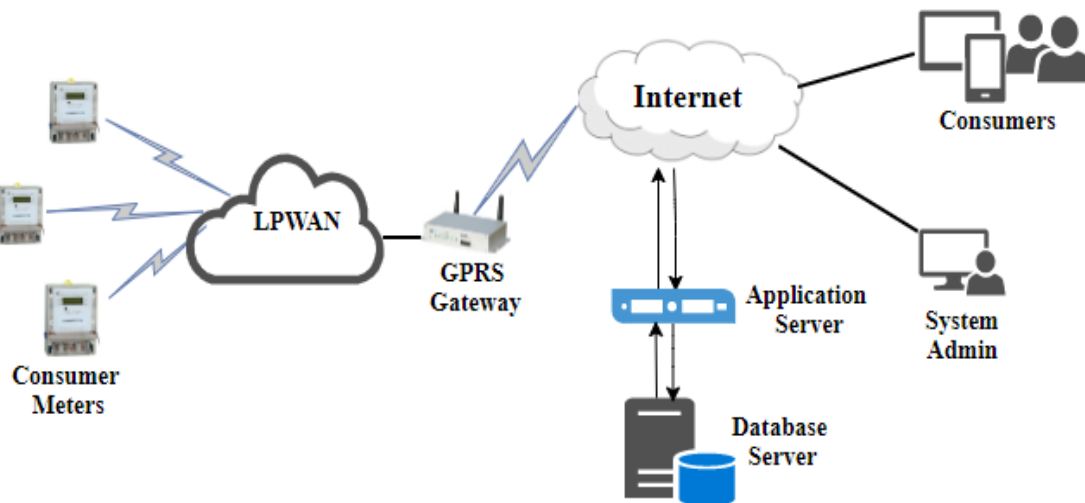 Internet
Consumers
LPWAN
GPRS
Gateway
Application
Server
System
Admin
Consumer
Meters
Database
Server